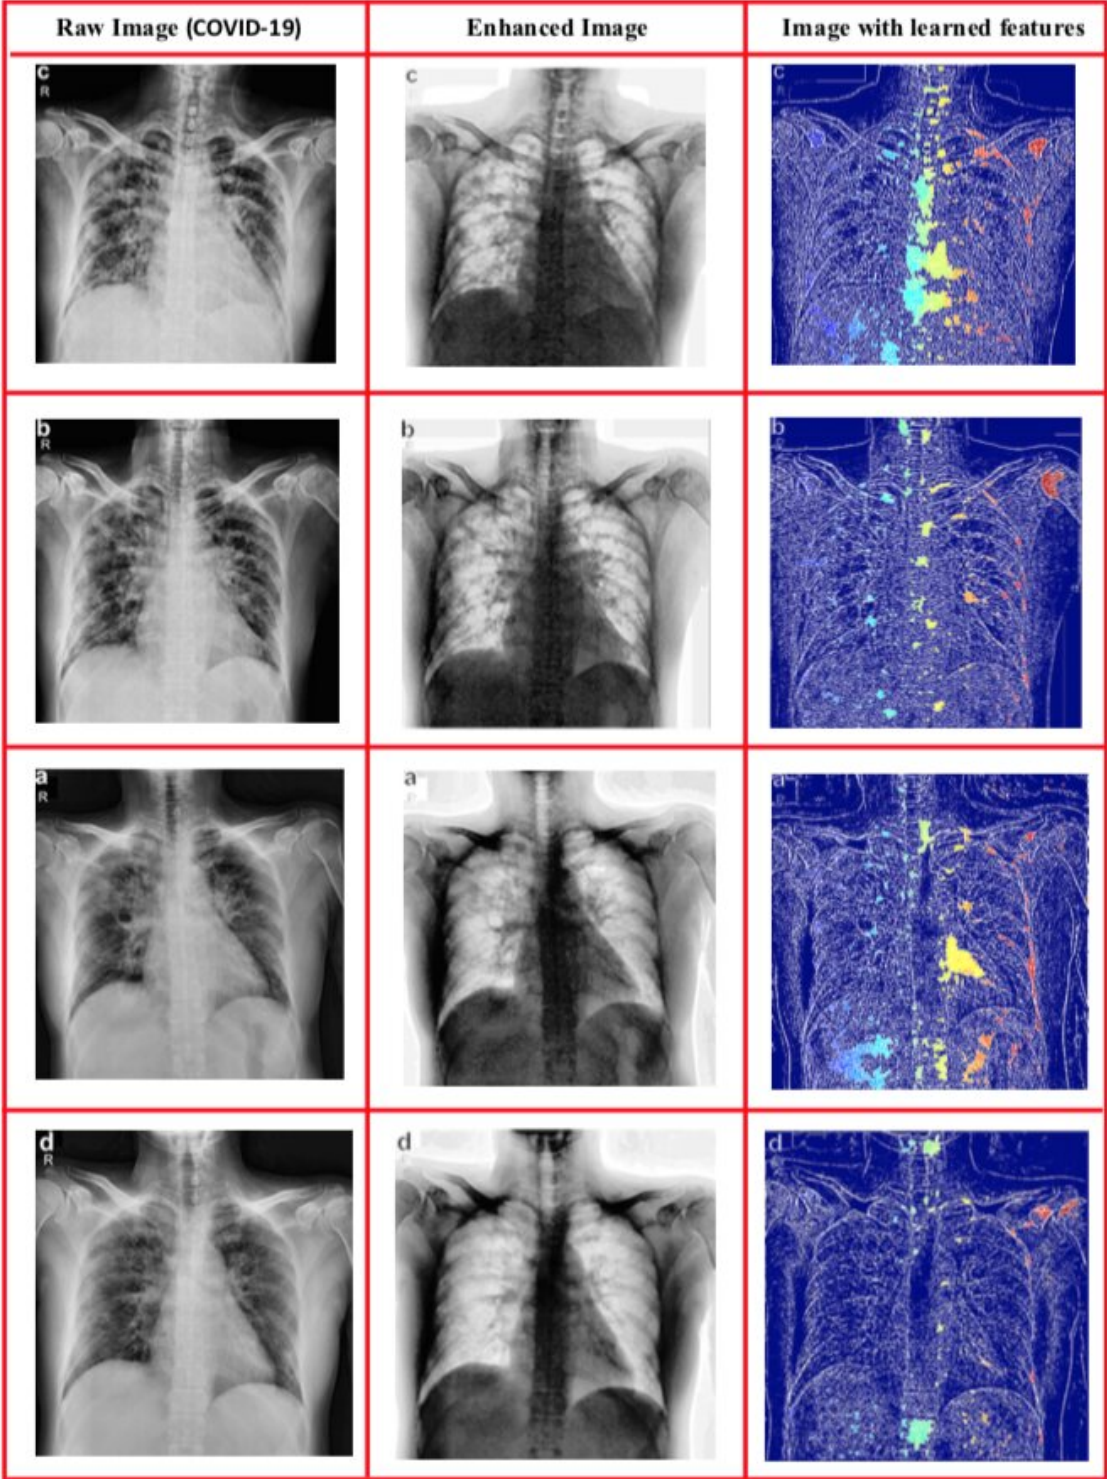 Raw Image (COVID-19) Enhanced Image Image with learned features
c c c
R
b b b
R
a a a
R
d d d
R